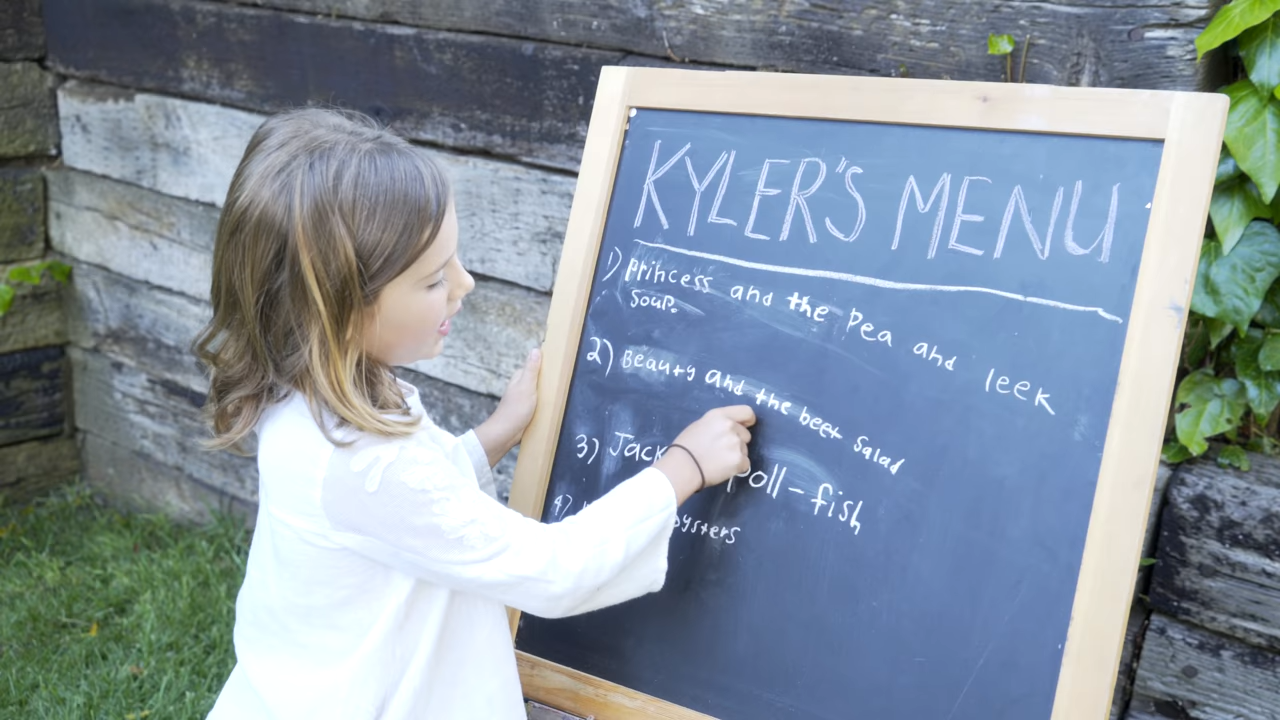 KYLER'S MENU
1) princess and the Pea and leek
soup.
2) Beauty and the beet salad
3) Jack Poll-fish
4) oysters